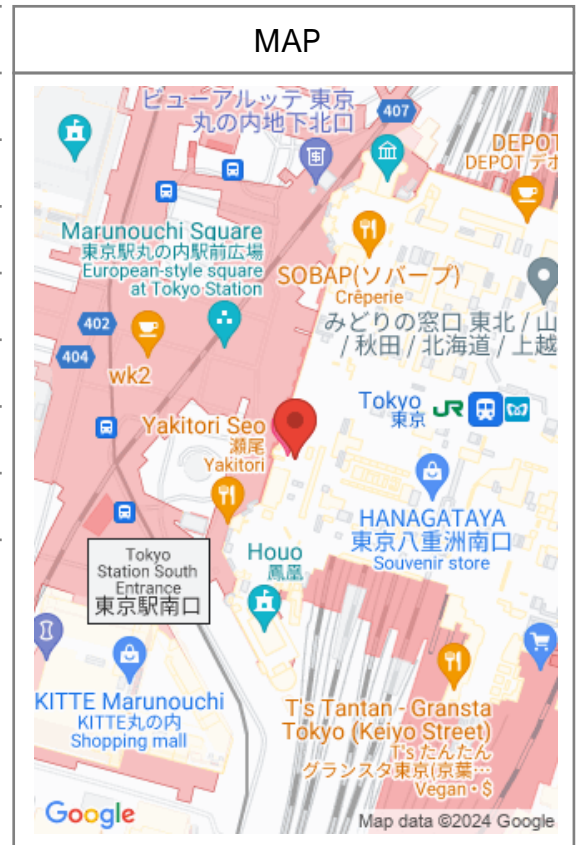 MAP
ビューアルッテ 東京
丸の内地下北口
407
DEPOT
DEPOT デポ
Marunouchi Square
東京駅丸の内駅前広場
European-style square
at Tokyo Station
SOBAP(ソバープ)
Crêperie
みどりの窓口 東北 / 山
/ 秋田 / 北海道 / 上越
402
404
wk2
Tokyo
東京
JR
Yakitori Seo
瀬尾
Yakitori
HANAGATAYA
東京八重洲南口
Souvenir store
Tokyo
Station South
Entrance
東京駅南口
Houo
鳳凰
KITTE Marunouchi
KITTE丸の内
Shopping mall
T's Tantan - Gransta
Tokyo (Keiyo Street)
T's たんたん
グランスタ東京(京葉…
Vegan • $
Google
Map data ©2024 Google